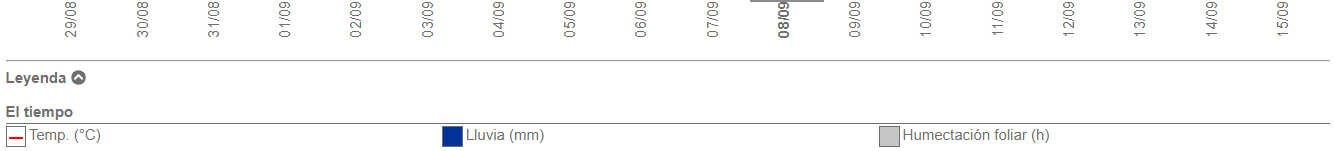 29/08 30/08 31/08 01/09 02/09 03/09 04/09 05/09 06/09 07/09 08/09 09/09 10/09 11/09 12/09 13/09 14/09 15/09
Leyenda
El tiempo
Temp. (°C) Lluvia (mm) Humectación foliar (h)